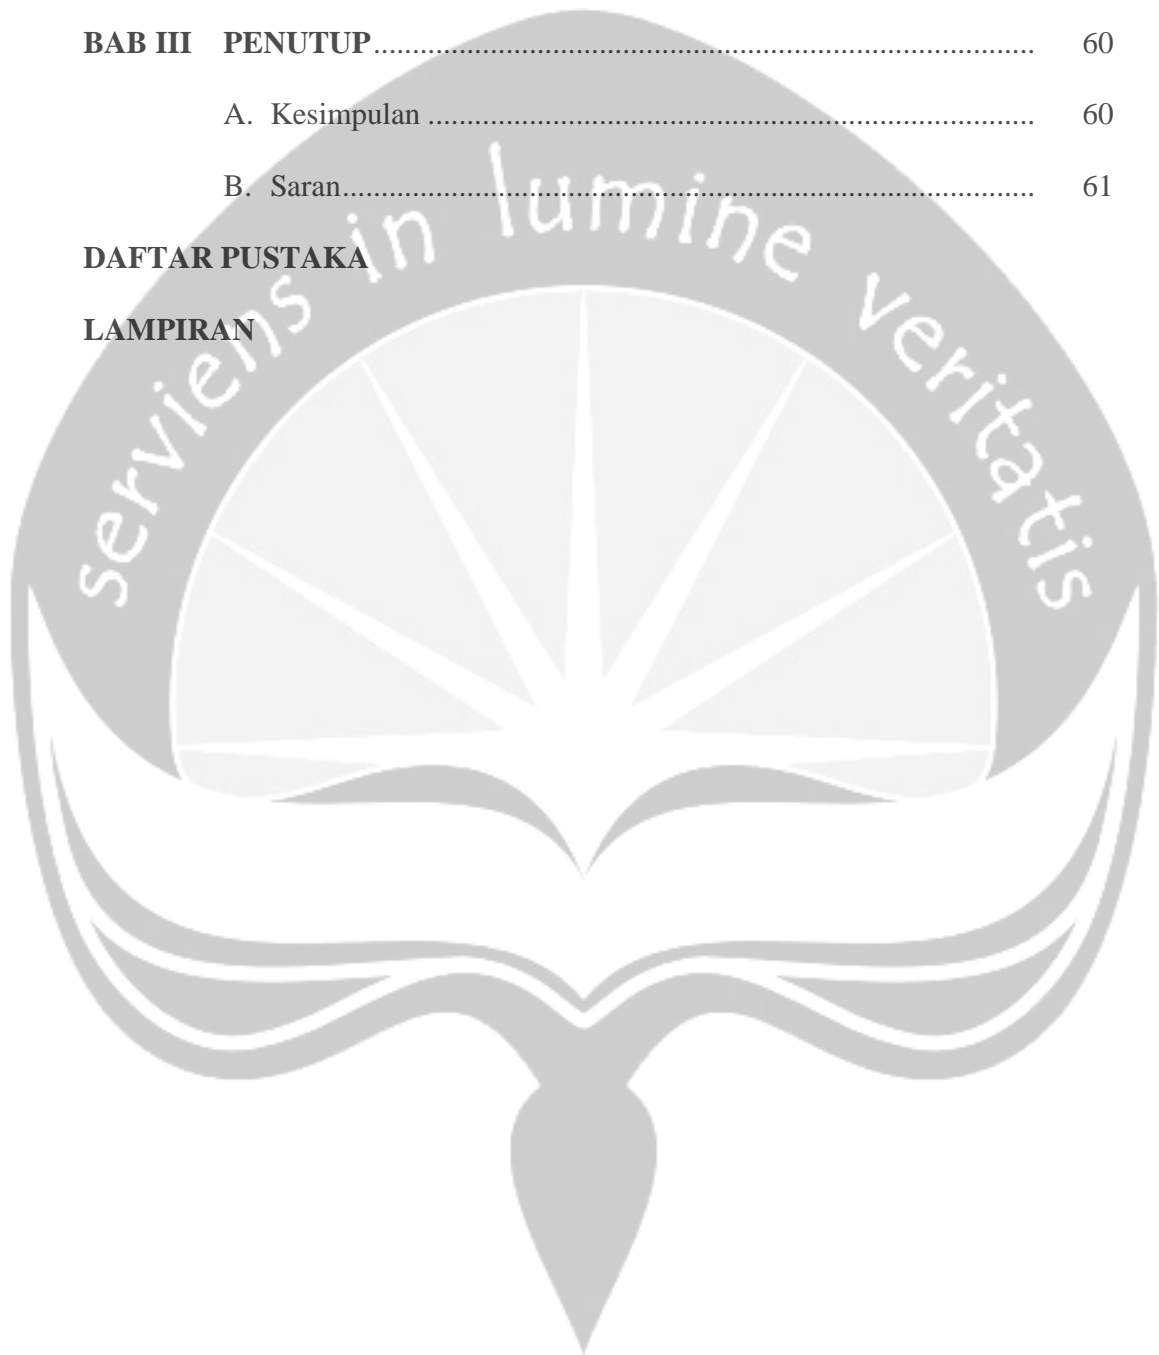 BAB III PENUTUP........................................................................................ 60
A. Kesimpulan ................................................................................ 60
B. Saran........................................................................................... 61
DAFTAR PUSTAKA
LAMPIRAN
serviens in lumine veritatis